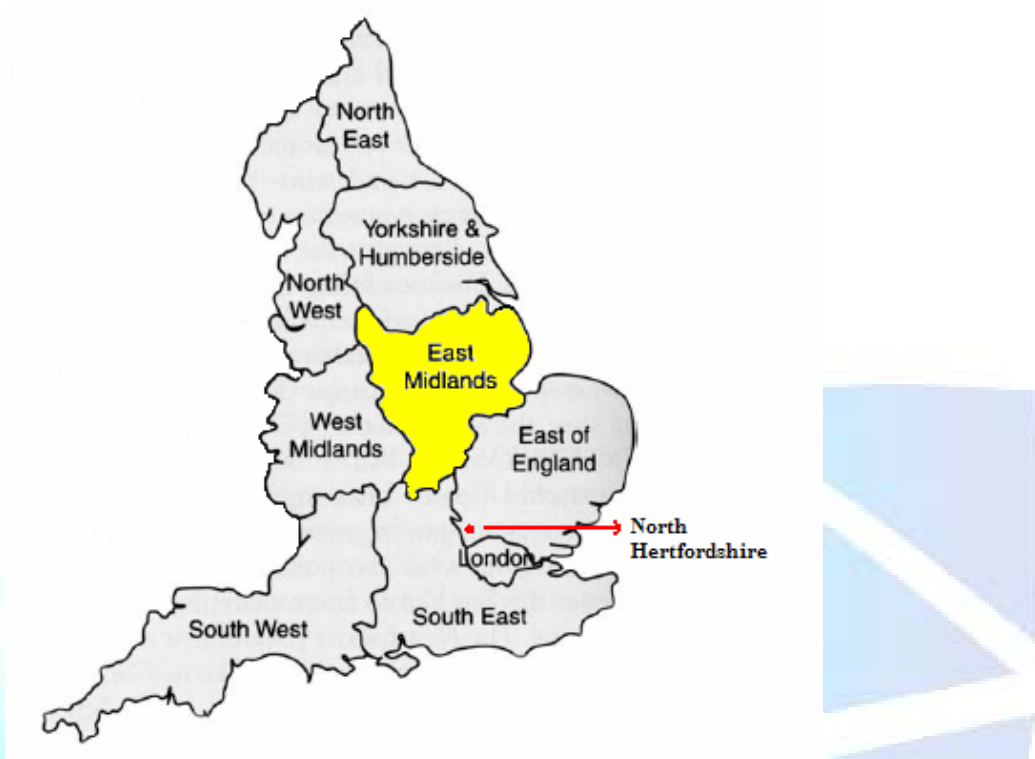 North
East
Yorkshire &
Humberside
North
West
East
Midlands
West
Midlands
East of
England
North
Hertfordshire
London
South East
South West